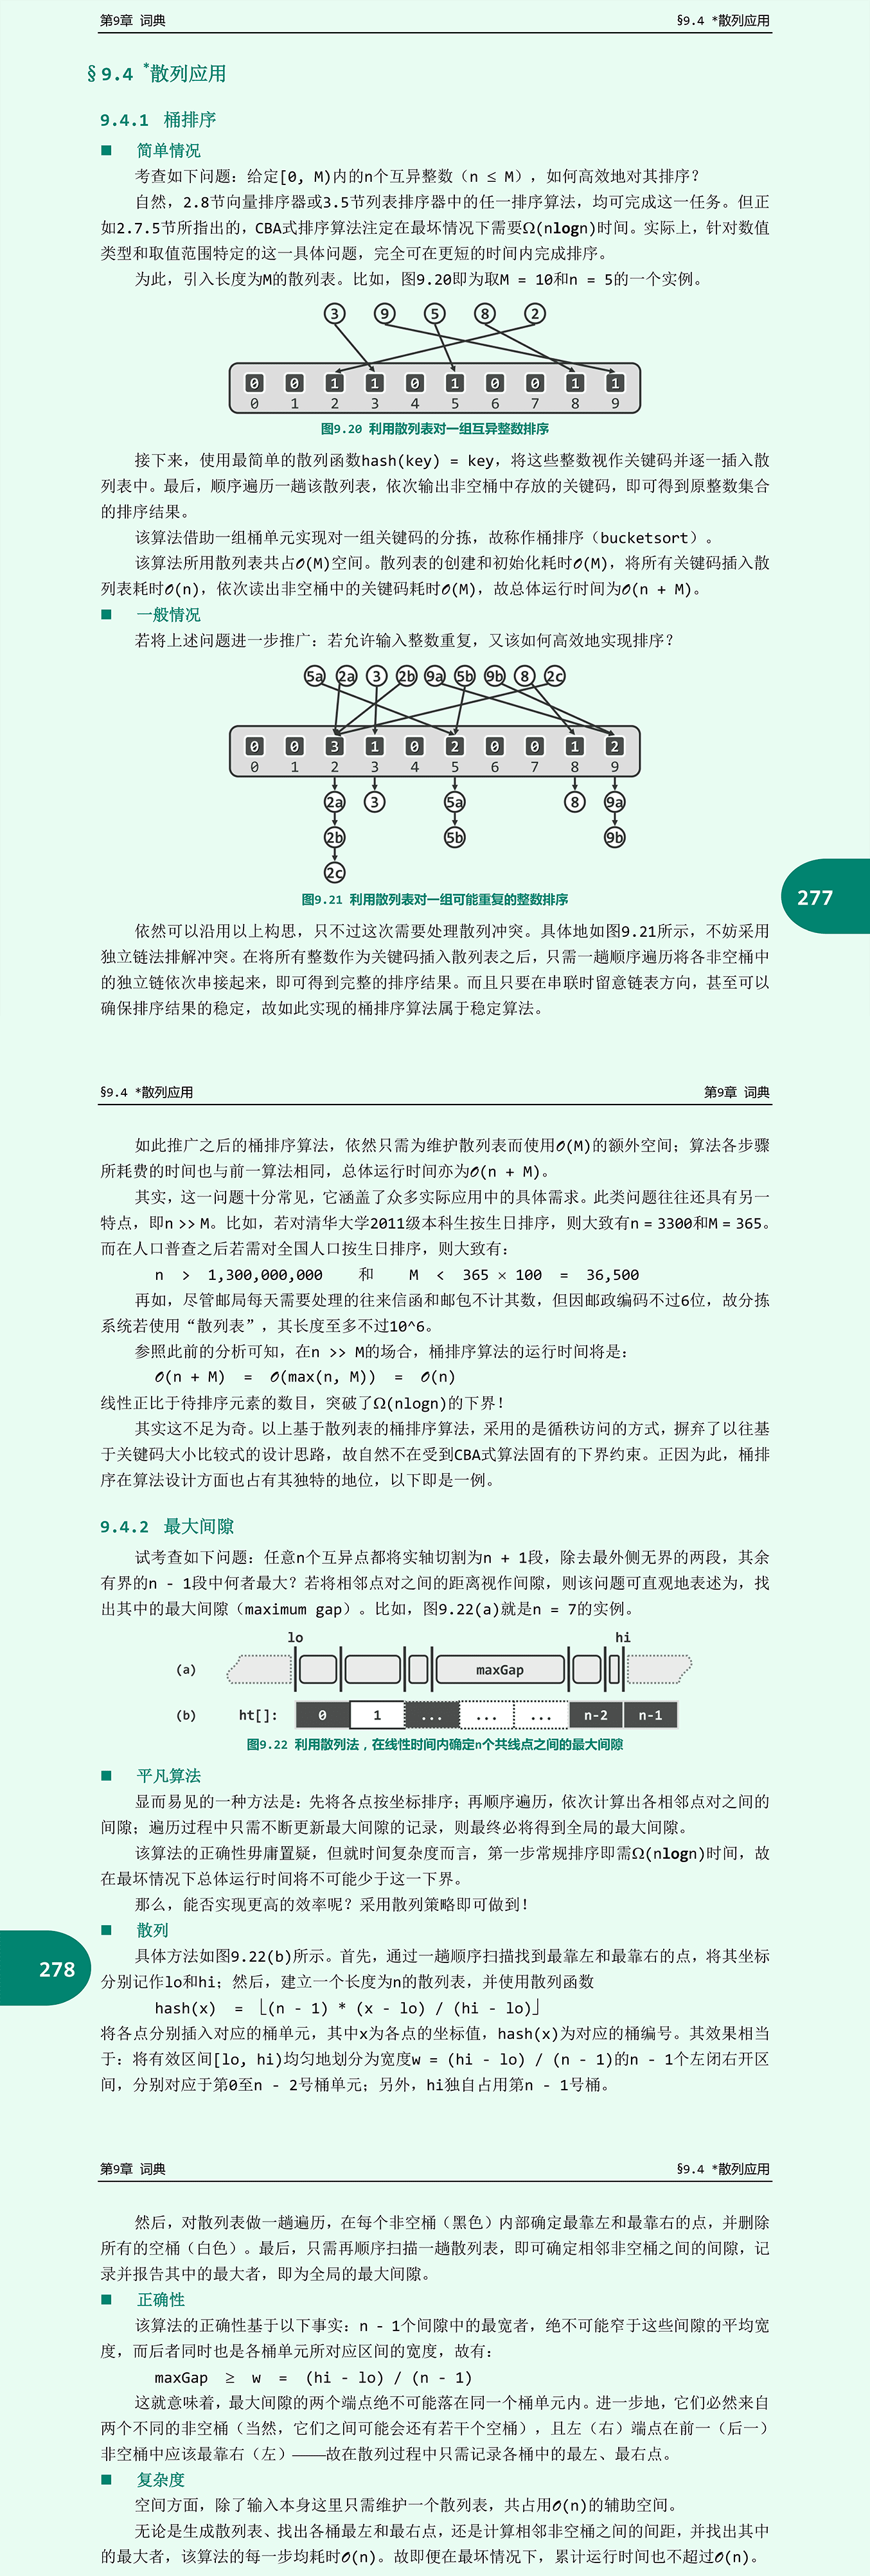 第9章 词典 §9.4 *散列应用
§9.4 *散列应用
9.4.1 桶排序
■ 简单情况
考查如下问题：给定[0, M)内的n个互异整数（n ≤ M），如何高效地对其排序？
自然，2.8节向量排序器或3.5节列表排序器中的任一排序算法，均可完成这一任务。但正
如2.7.5节所指出的，CBA式排序算法注定在最坏情况下需要Ω(nlogn)时间。实际上，针对数值
类型和取值范围特定的这一具体问题，完全可在更短的时间内完成排序。
为此，引入长度为M的散列表。比如，图9.20即为取M = 10和n = 5的一个实例。
3 9 5 8 2
0 0 1 1 0 1 0 0 1 1
0 1 2 3 4 5 6 7 8 9
图9.20 利用散列表对一组互异整数排序
接下来，使用最简单的散列函数hash(key) = key，将这些整数视作关键码并逐一插入散
列表中。最后，顺序遍历一趟该散列表，依次输出非空桶中存放的关键码，即可得到原整数集合
的排序结果。
该算法借助一组桶单元实现对一组关键码的分拣，故称作桶排序（bucketsort）。
该算法所用散列表共占O(M)空间。散列表的创建和初始化耗时O(M)，将所有关键码插入散
列表耗时O(n)，依次读出非空桶中的关键码耗时O(M)，故总体运行时间为O(n + M)。
■ 一般情况
若将上述问题进一步推广：若允许输入整数重复，又该如何高效地实现排序？
5a 2a 3 2b 9a 5b 9b 8 2c
0 0 3 1 0 2 0 0 1 2
0 1 2 3 4 5 6 7 8 9
2a 3 5a 8 9a
2b 5b 9b
2c
图9.21 利用散列表对一组可能重复的整数排序
277
依然可以沿用以上构思，只不过这次需要处理散列冲突。具体地如图9.21所示，不妨采用
独立链法排解冲突。在将所有整数作为关键码插入散列表之后，只需一趟顺序遍历将各非空桶中
的独立链依次串接起来，即可得到完整的排序结果。而且只要在串联时留意链表方向，甚至可以
确保排序结果的稳定，故如此实现的桶排序算法属于稳定算法。
§9.4 *散列应用 第9章 词典
如此推广之后的桶排序算法，依然只需为维护散列表而使用O(M)的额外空间；算法各步骤
所耗费的时间也与前一算法相同，总体运行时间亦为O(n + M)。
其实，这一问题十分常见，它涵盖了众多实际应用中的具体需求。此类问题往往还具有另一
特点，即n >> M。比如，若对清华大学2011级本科生按生日排序，则大致有n = 3300和M = 365。
而在人口普查之后若需对全国人口按生日排序，则大致有：
n > 1,300,000,000 和 M < 365 × 100 = 36,500
再如，尽管邮局每天需要处理的往来信函和邮包不计其数，但因邮政编码不过6位，故分拣
系统若使用“散列表”，其长度至多不过10^6。
参照此前的分析可知，在n >> M的场合，桶排序算法的运行时间将是：
O(n + M) = O(max(n, M)) = O(n)
线性正比于待排序元素的数目，突破了Ω(nlogn)的下界！
其实这不足为奇。以上基于散列表的桶排序算法，采用的是循秩访问的方式，摒弃了以往基
于关键码大小比较式的设计思路，故自然不在受到CBA式算法固有的下界约束。正因为此，桶排
序在算法设计方面也占有其独特的地位，以下即是一例。
9.4.2 最大间隙
试考查如下问题：任意n个互异点都将实轴切割为n + 1段，除去最外侧无界的两段，其余
有界的n - 1段中何者最大？若将相邻点对之间的距离视作间隙，则该问题可直观地表述为，找
出其中的最大间隙（maximum gap）。比如，图9.22(a)就是n = 7的实例。
lo hi
(a) maxGap
(b) ht[]: 0 1 ... ... ... n-2 n-1
图9.22 利用散列法，在线性时间内确定n个共线点之间的最大间隙
■ 平凡算法
显而易见的一种方法是：先将各点按坐标排序；再顺序遍历，依次计算出各相邻点对之间的
间隙；遍历过程中只需不断更新最大间隙的记录，则最终必将得到全局的最大间隙。
该算法的正确性毋庸置疑，但就时间复杂度而言，第一步常规排序即需Ω(nlogn)时间，故
在最坏情况下总体运行时间将不可能少于这一下界。
那么，能否实现更高的效率呢？采用散列策略即可做到！
■ 散列
278
具体方法如图9.22(b)所示。首先，通过一趟顺序扫描找到最靠左和最靠右的点，将其坐标
分别记作lo和hi；然后，建立一个长度为n的散列表，并使用散列函数
hash(x) = ⌊(n - 1) * (x - lo) / (hi - lo)⌋
将各点分别插入对应的桶单元，其中x为各点的坐标值，hash(x)为对应的桶编号。其效果相当
于：将有效区间[lo, hi)均匀地划分为宽度w = (hi - lo) / (n - 1)的n - 1个左闭右开区
间，分别对应于第0至n - 2号桶单元；另外，hi独自占用第n - 1号桶。
第9章 词典 §9.4 *散列应用
然后，对散列表做一趟遍历，在每个非空桶（黑色）内部确定最靠左和最靠右的点，并删除
所有的空桶（白色）。最后，只需再顺序扫描一趟散列表，即可确定相邻非空桶之间的间隙，记
录并报告其中的最大者，即为全局的最大间隙。
■ 正确性
该算法的正确性基于以下事实：n - 1个间隙中的最宽者，绝不可能窄于这些间隙的平均宽
度，而后者同时也是各桶单元所对应区间的宽度，故有：
maxGap ≥ w = (hi - lo) / (n - 1)
这就意味着，最大间隙的两个端点绝不可能落在同一个桶单元内。进一步地，它们必然来自
两个不同的非空桶（当然，它们之间可能会还有若干个空桶），且左（右）端点在前一（后一）
非空桶中应该最靠右（左）——故在散列过程中只需记录各桶中的最左、最右点。
■ 复杂度
空间方面，除了输入本身这里只需维护一个散列表，共占用O(n)的辅助空间。
无论是生成散列表、找出各桶最左和最右点，还是计算相邻非空桶之间的间距，并找出其中
的最大者，该算法的每一步均耗时O(n)。故即便在最坏情况下，累计运行时间也不超过O(n)。